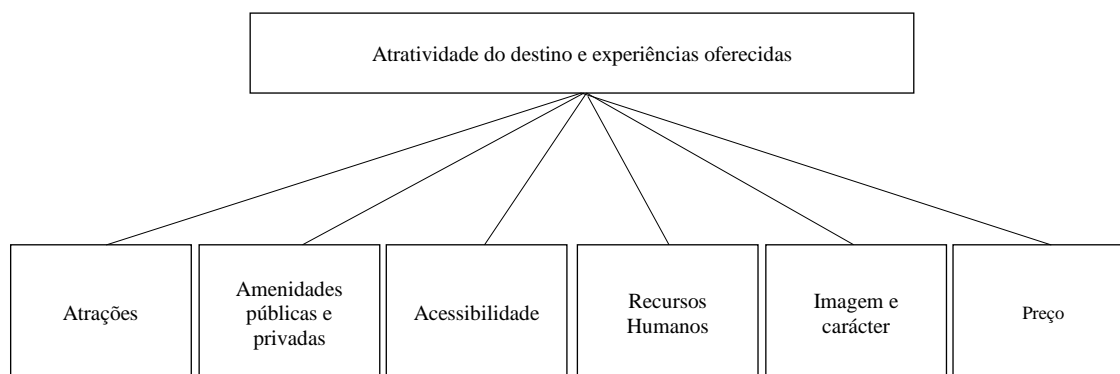 Atratividade do destino e experiências oferecidas
Atrações
Amenidades
públicas e
privadas
Acessibilidade
Recursos
Humanos
Imagem e
carácter
Preço